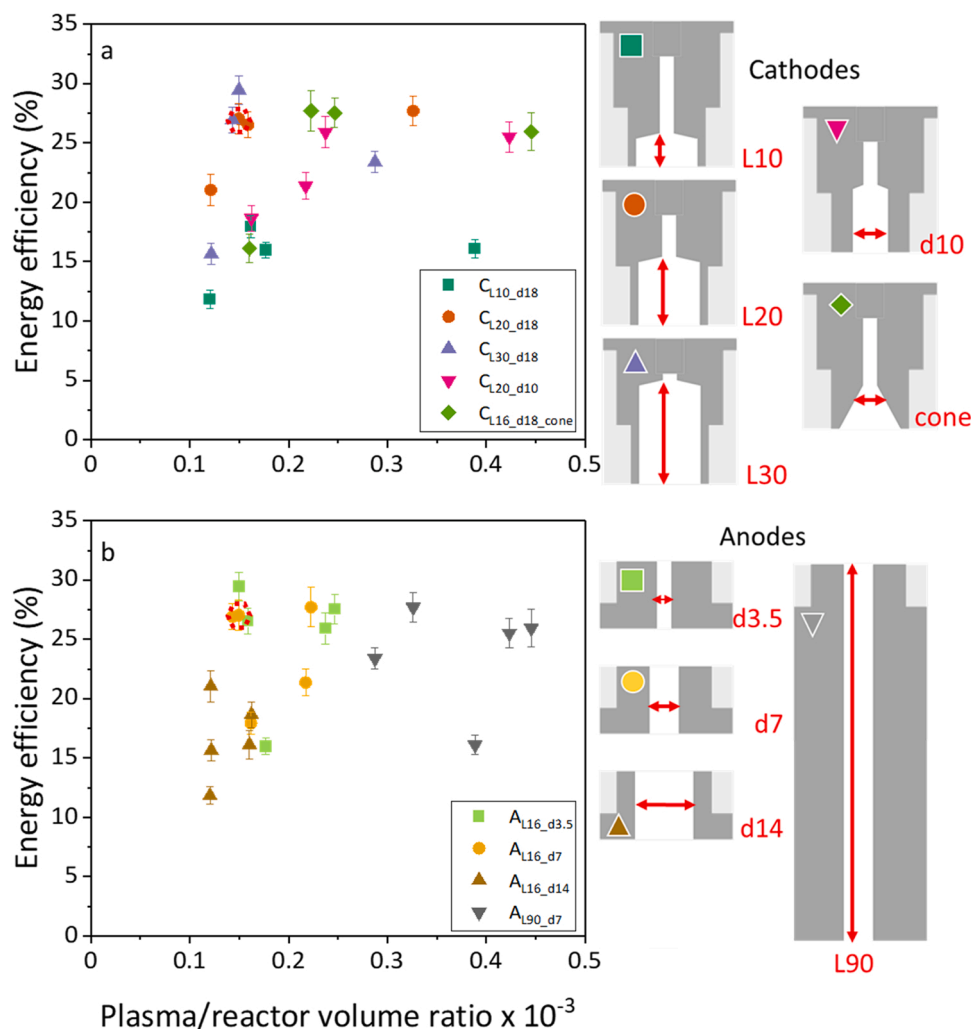 35
30
25
20
15
10
5
0
Energy efficiency (%)
a
C_L10_d18
C_L20_d18
C_L30_d18
C_L20_d10
C_L16_d18_cone
0 0.1 0.2 0.3 0.4 0.5
Cathodes
L10
L20
L30
d10
cone
35
30
25
20
15
10
5
0
Energy efficiency (%)
b
A_L16_d3.5
A_L16_d7
A_L16_d14
A_L90_d7
0 0.1 0.2 0.3 0.4 0.5
Plasma/reactor volume ratio x 10⁻³
Anodes
d3.5
d7
d14
L90